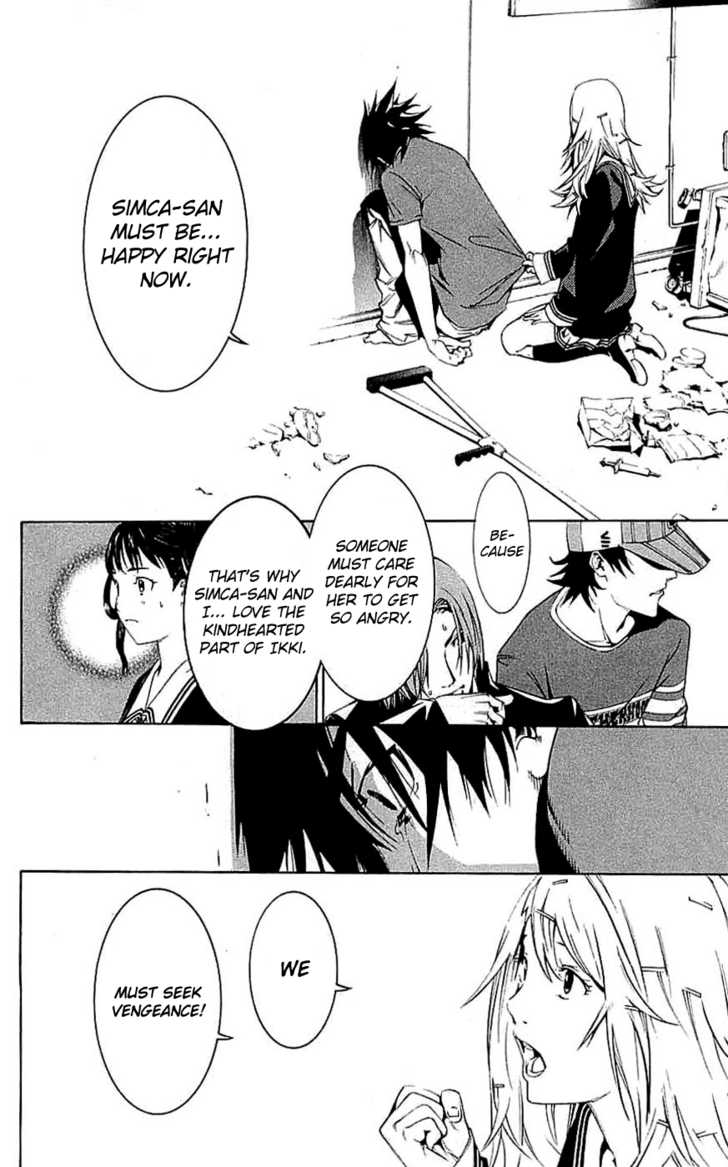 SIMCA-SAN
MUST BE...
HAPPY RIGHT
NOW.
BE-
CAUSE
SOMEONE
MUST CARE
DEARLY FOR
HER TO GET
SO ANGRY.
THAT'S WHY
SIMCA-SAN AND
I... LOVE THE
KINDHEARTED
PART OF IKKI.
WE
MUST SEEK
VENGEANCE!